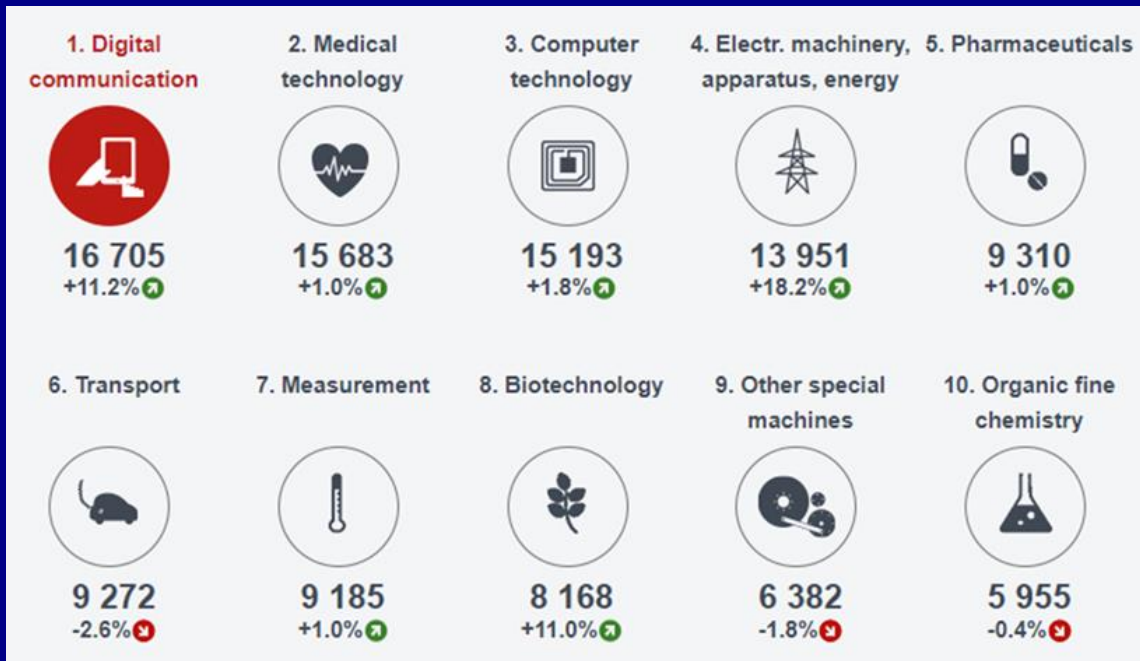 1. Digital
communication
16 705
+11.2%
2. Medical
technology
15 683
+1.0%
3. Computer
technology
15 193
+1.8%
4. Electr. machinery,
apparatus, energy
13 951
+18.2%
5. Pharmaceuticals
9 310
+1.0%
6. Transport
9 272
-2.6%
7. Measurement
9 185
+1.0%
8. Biotechnology
8 168
+11.0%
9. Other special
machines
6 382
-1.8%
10. Organic fine
chemistry
5 955
-0.4%